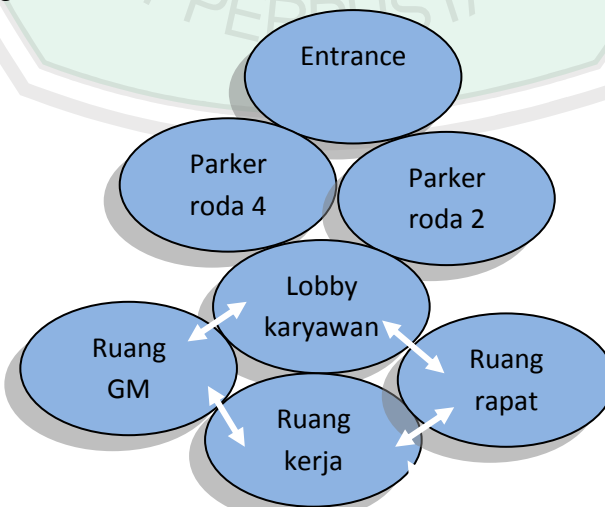 Entrance
Parker
roda 4
Parker
roda 2
Lobby
karyawan
Ruang
GM
Ruang
rapat
Ruang
kerja